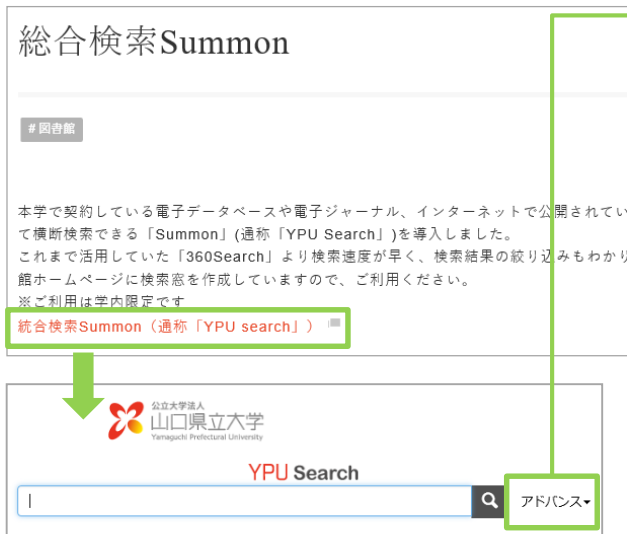 総合検索Summon
#図書館
本学で契約している電子データベースや電子ジャーナル、インターネットで公開されてい
て横断検索できる「Summon」(通称「YPU Search」)を導入しました。
これまで活用していた「360Search」より検索速度が早く、検索結果の絞り込みもわかり
館ホームページに検索窓を作成していますので、ご利用ください。
※ご利用は学内限定です
統合検索Summon（通称「YPU search」）
公立大学法人
山口県立大学
Yamaguchi Prefectural University
YPU Search
アドバンス